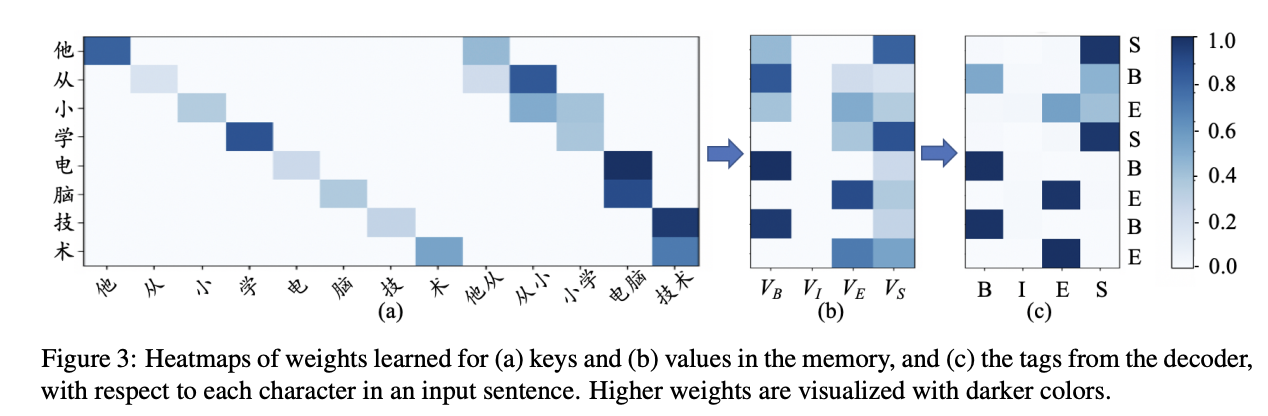 他
从
小
学
电
脑
技
术
他 从 小 学 电 脑 技 术 他从 从小 小学 电脑 技术
(a)
V_B V_I V_E V_S
(b)
S
B
E
S
B
E
B
E
B I E S
(c)
1.0
0.8
0.6
0.4
0.2
0.0
Figure 3: Heatmaps of weights learned for (a) keys and (b) values in the memory, and (c) the tags from the decoder,
with respect to each character in an input sentence. Higher weights are visualized with darker colors.